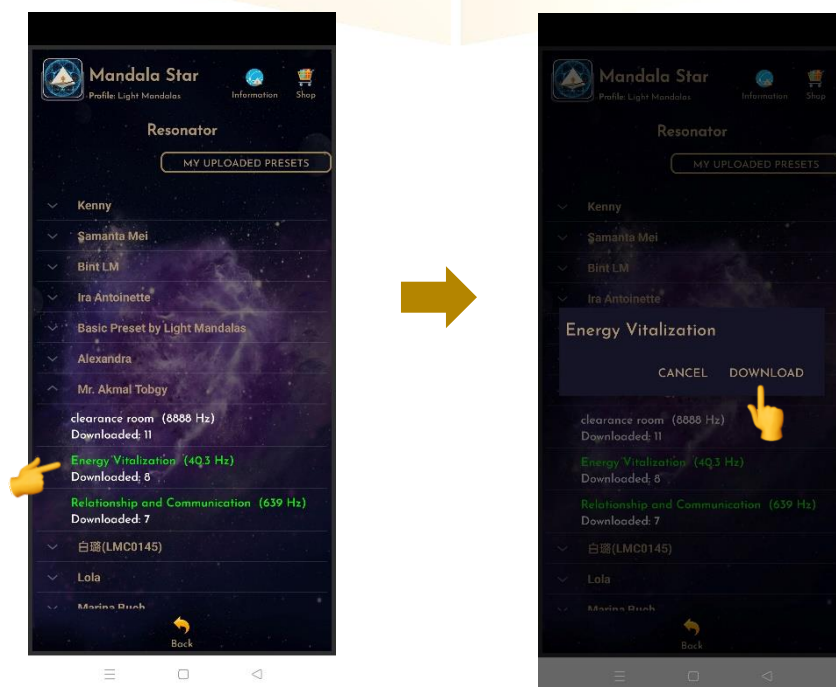 Mandala Star
Profile: Light Mandalas
Information
Shop
Resonator
MY UPLOADED PRESETS
Kenny
Samanta Mei
Bint LM
Ira Antoinette
Basic Preset by Light Mandalas
Alexandra
Mr. Akmal Tobgy
clearance room (8888 Hz)
Downloaded: 11
Energy Vitalization (40,3 Hz)
Downloaded: 8
Relationship and Communication (639 Hz)
Downloaded: 7
白璐(LMC0145)
Lola
Back
Mandala Star
Profile: Light Mandalas
Information
Shop
Resonator
MY UPLOADED PRESETS
Kenny
Samanta Mei
Bint LM
Ira Antoinette
Energy Vitalization
CANCEL DOWNLOAD
clearance room (8888 Hz)
Downloaded: 11
Energy Vitalization (40,3 Hz)
Downloaded: 8
Relationship and Communication (639 Hz)
Downloaded: 7
白璐(LMC0145)
Lola
Back